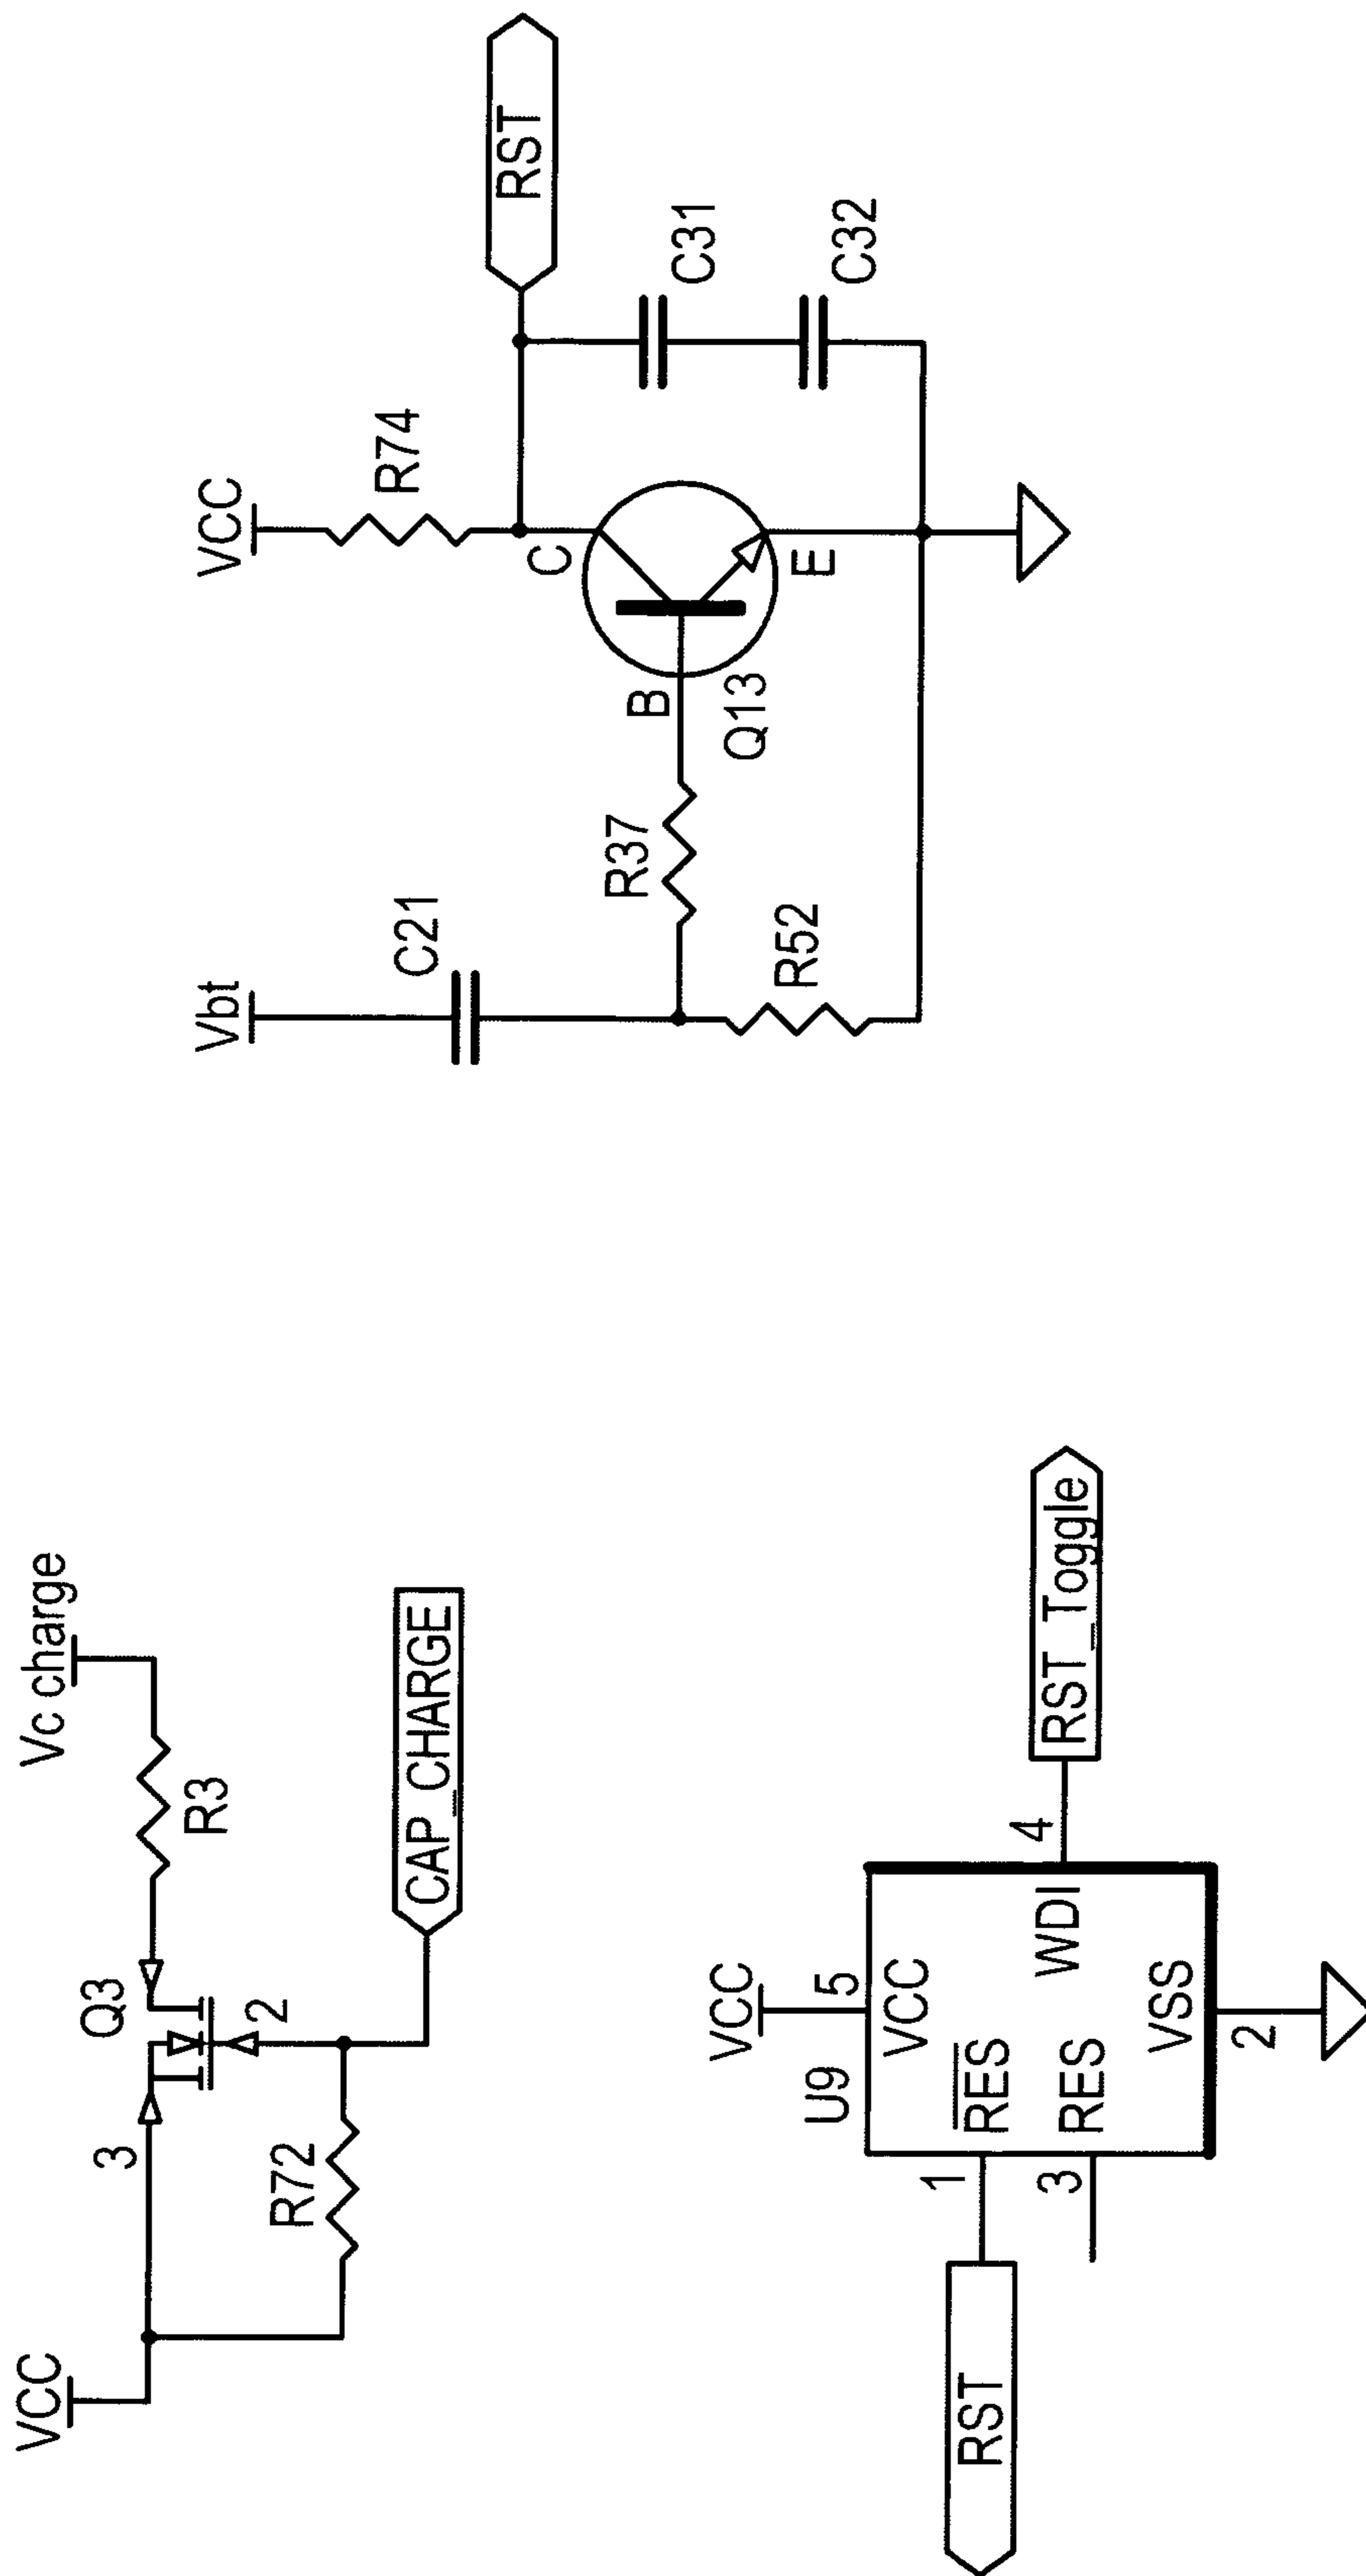 VCC
Vc charge
Q3
3
R3
2
R72
CAP_CHARGE
VCC
5
U9
VCC
1
RES
RST
WDI
4
RST_Toggle
3
RES
VSS
2
Vbt
VCC
C21
R74
RST
C
R37
B
C31
Q13
R52
E
C32